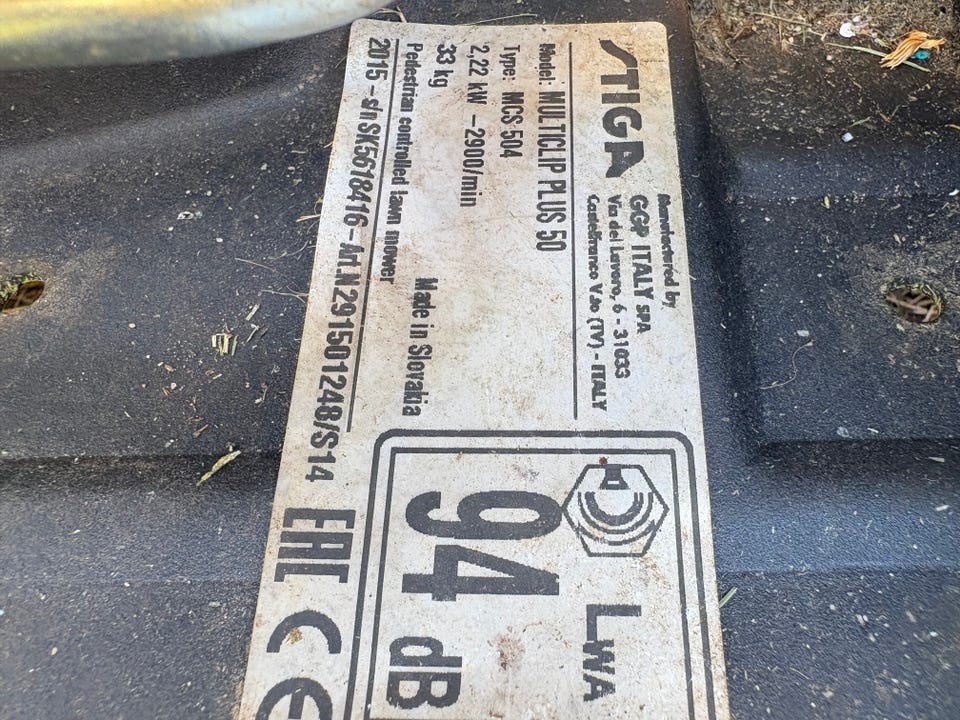 STIGA
Manufactured by
GGP ITALY SPA
Via del Lavoro, 6 - 31033
Castelfranco V.to (TV) - ITALY
Model: MULTICLIP PLUS 50
Type: MCS 504
2,22 kW -2900/min
33 kg
Made in Slovakia
Pedestrian controlled lawn mower
2015 - s/n SK5618416 - Art.N291501248/S14
LWA
94 dB
EAC CE